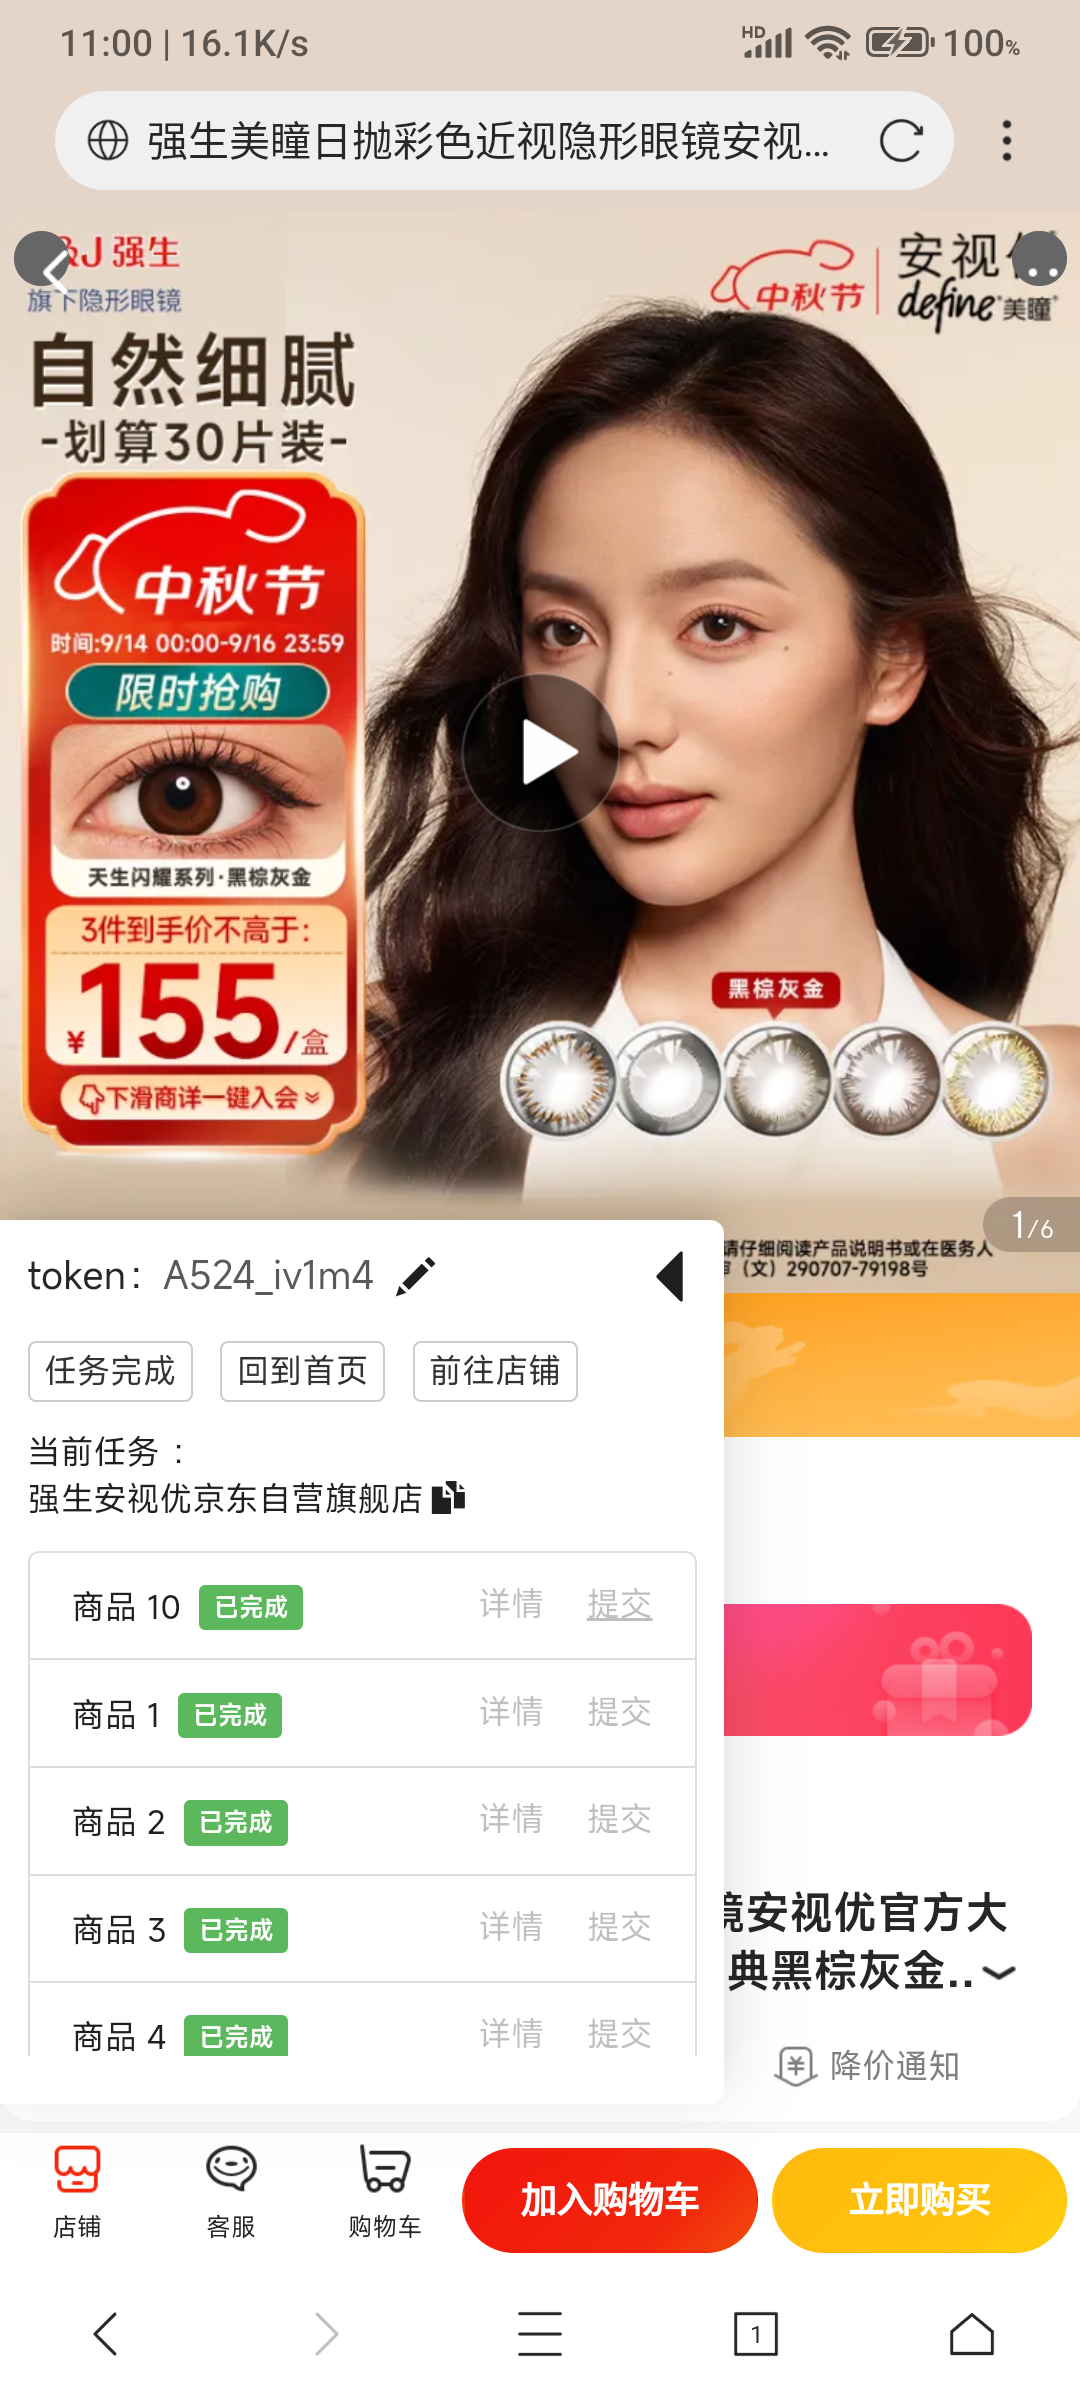 11:00 | 16.1K/s
HD
100%
强生美瞳日抛彩色近视隐形眼镜安视...
&J 强生
旗下隐形眼镜
中秋节
安视
define 美瞳
自然细腻
-划算30片装-
中秋节
时间:9/14 00:00-9/16 23:59
限时抢购
天生闪耀系列·黑棕灰金
3件到手价不高于:
¥155/盒
下滑商详一键入会
黑棕灰金
1/6
请仔细阅读产品说明书或在医务人
(文) 290707-79198号
token: A524_iv1m4
任务完成 回到首页 前往店铺
当前任务 :
强生安视优京东自营旗舰店
商品 10 已完成 详情 提交
商品 1 已完成 详情 提交
商品 2 已完成 详情 提交
商品 3 已完成 详情 提交
商品 4 已完成 详情 提交
镜安视优官方大
典黑棕灰金..
降价通知
店铺
客服
购物车
加入购物车
立即购买
1